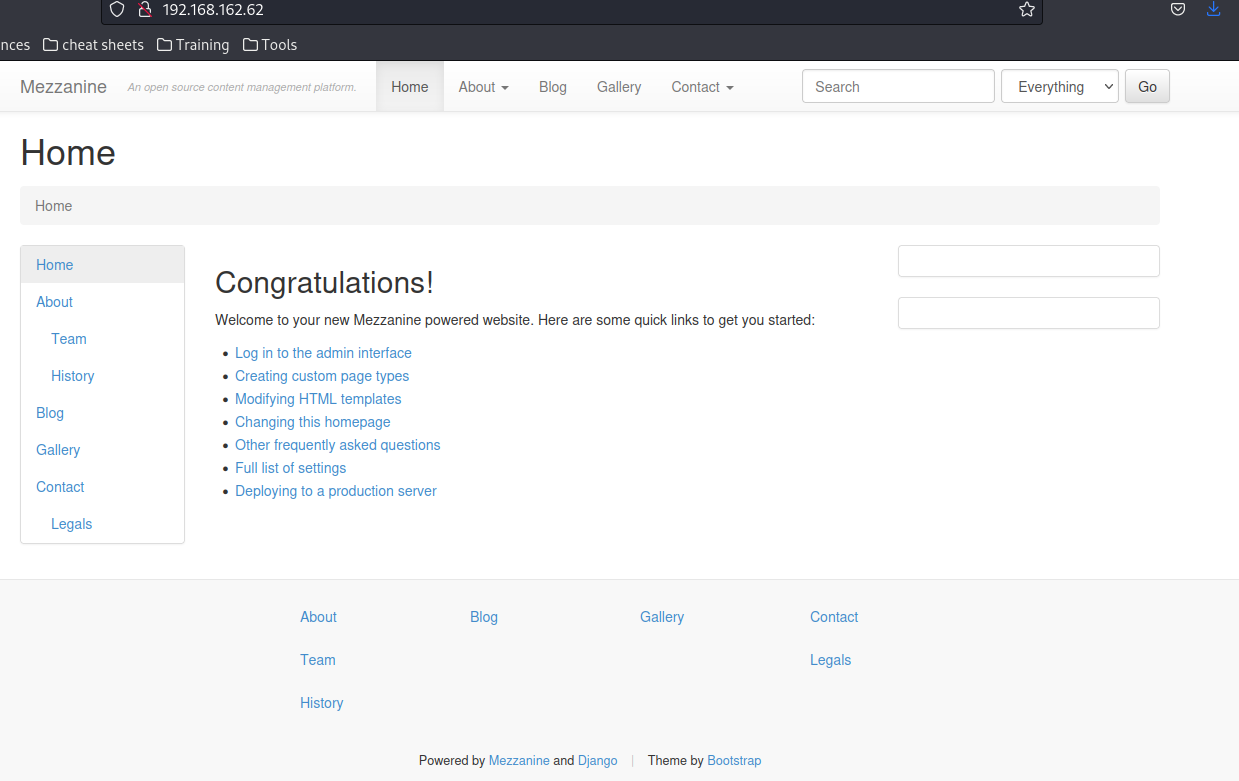 192.168.162.62
nces cheat sheets Training Tools
Mezzanine An open source content management platform. Home About Blog Gallery Contact Search Everything Go
Home
Home
Home
About
Team
History
Blog
Gallery
Contact
Legals
Congratulations!
Welcome to your new Mezzanine powered website. Here are some quick links to get you started:
Log in to the admin interface
Creating custom page types
Modifying HTML templates
Changing this homepage
Other frequently asked questions
Full list of settings
Deploying to a production server
About Blog Gallery Contact
Team Legals
History
Powered by Mezzanine and Django | Theme by Bootstrap